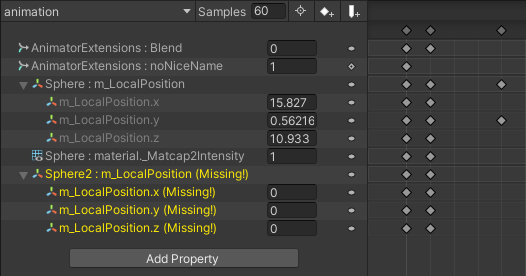 animation Samples 60
AnimatorExtensions : Blend 0
AnimatorExtensions : noNiceName 1
Sphere : m_LocalPosition
m_LocalPosition.x 15.827
m_LocalPosition.y 0.56216
m_LocalPosition.z 10.933
Sphere : material._Matcap2Intensity 1
Sphere2 : m_LocalPosition (Missing!)
m_LocalPosition.x (Missing!) 0
m_LocalPosition.y (Missing!) 0
m_LocalPosition.z (Missing!) 0
Add Property